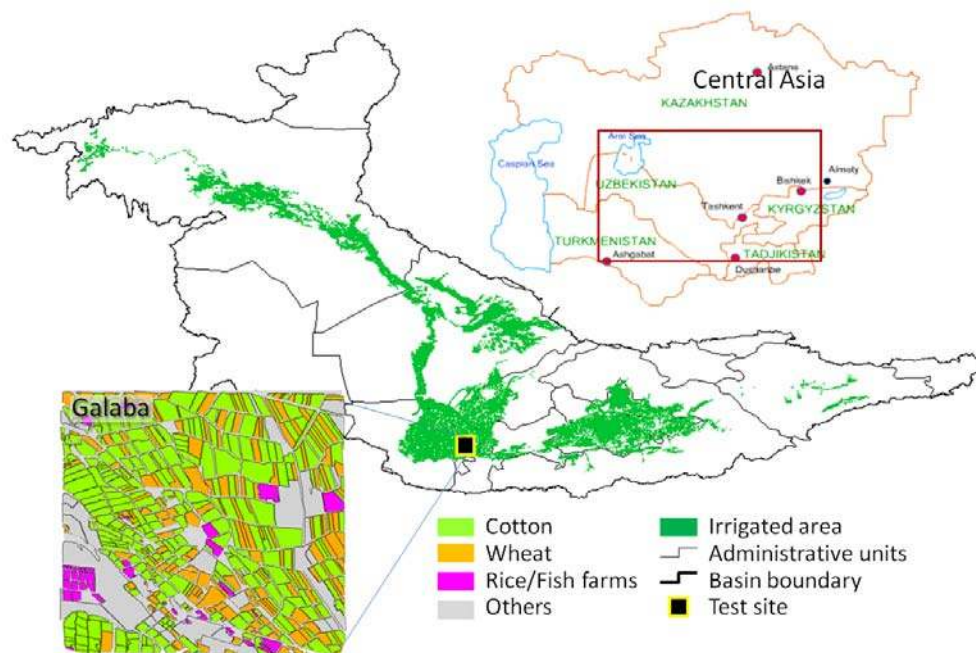 Astana
Central Asia
KAZAKHSTAN
Aral Sea
Caspian Sea
UZBEKISTAN
Bishkek
Almaty
Tashkent
KYRGYZSTAN
TURKMENISTAN
Ashgabat
TADJIKISTAN
Dushanbe
Galaba
Cotton
Wheat
Rice/Fish farms
Others
Irrigated area
Administrative units
Basin boundary
Test site